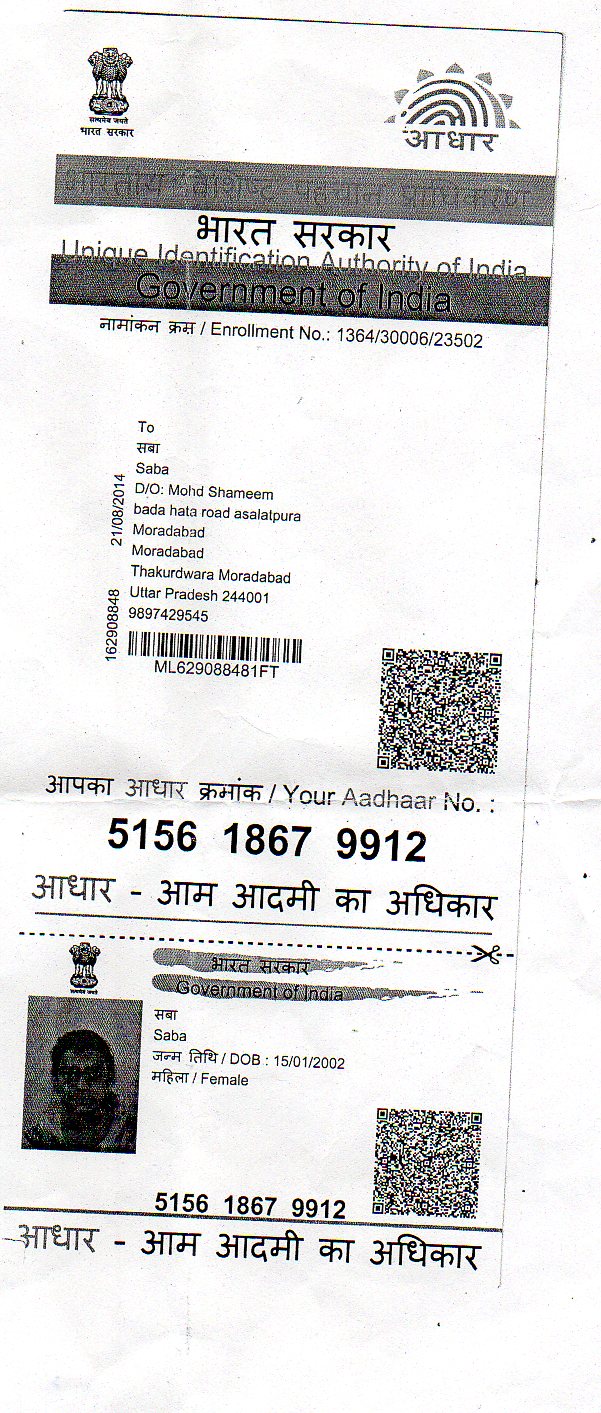 सत्यमेव जयते
भारत सरकार
आधार
भारतीय विशिष्ट पहचान प्राधिकरण
भारत सरकार
Unique Identification Authority of India
Government of India
नामांकन क्रम / Enrollment No.: 1364/30006/23502
To
सबा
Saba
D/O: Mohd Shameem
bada hata road asalatpura
Moradabad
Moradabad
Thakurdwara Moradabad
Uttar Pradesh 244001
9897429545
21/08/2014
162908848
ML629088481FT
आपका आधार क्रमांक / Your Aadhaar No. :
5156 1867 9912
आधार - आम आदमी का अधिकार
भारत सरकार
Government of India
सबा
Saba
जन्म तिथि / DOB : 15/01/2002
महिला / Female
5156 1867 9912
आधार - आम आदमी का अधिकार